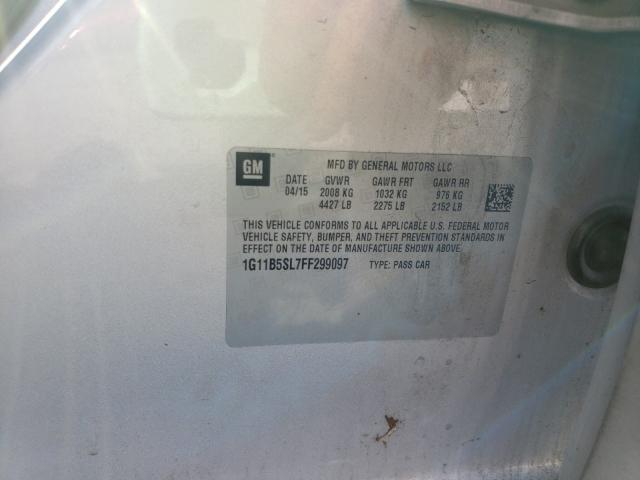 GM
MFD BY GENERAL MOTORS LLC
DATE GVWR GAWR FRT GAWR RR
04/15 2008 KG 1032 KG 976 KG
4427 LB 2275 LB 2152 LB
THIS VEHICLE CONFORMS TO ALL APPLICABLE U.S. FEDERAL MOTOR
VEHICLE SAFETY, BUMPER, AND THEFT PREVENTION STANDARDS
IN EFFECT ON THE DATE OF MANUFACTURE SHOWN ABOVE.
1G11B5SL7FF299097 TYPE: PASS CAR